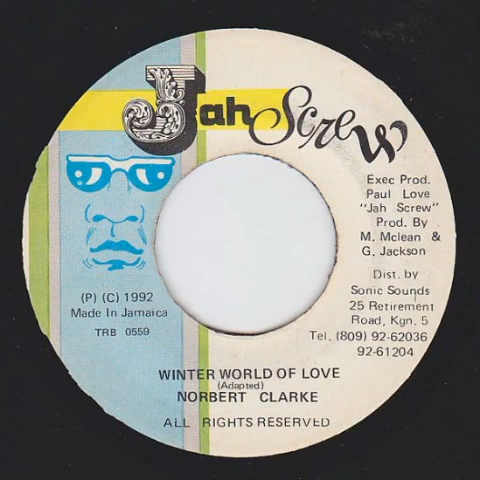 Jah Screw
Exec Prod.
Paul Love
"Jah Screw"
Prod. By
M. Mclean &
G. Jackson
Dist. by
Sonic Sounds
25 Retirement
Road, Kgn. 5
Tel. (809) 92-62036
92-61204
(P) (C) 1992
Made In Jamaica
TRB 0559
WINTER WORLD OF LOVE
(Adapted)
NORBERT CLARKE
ALL RIGHTS RESERVED